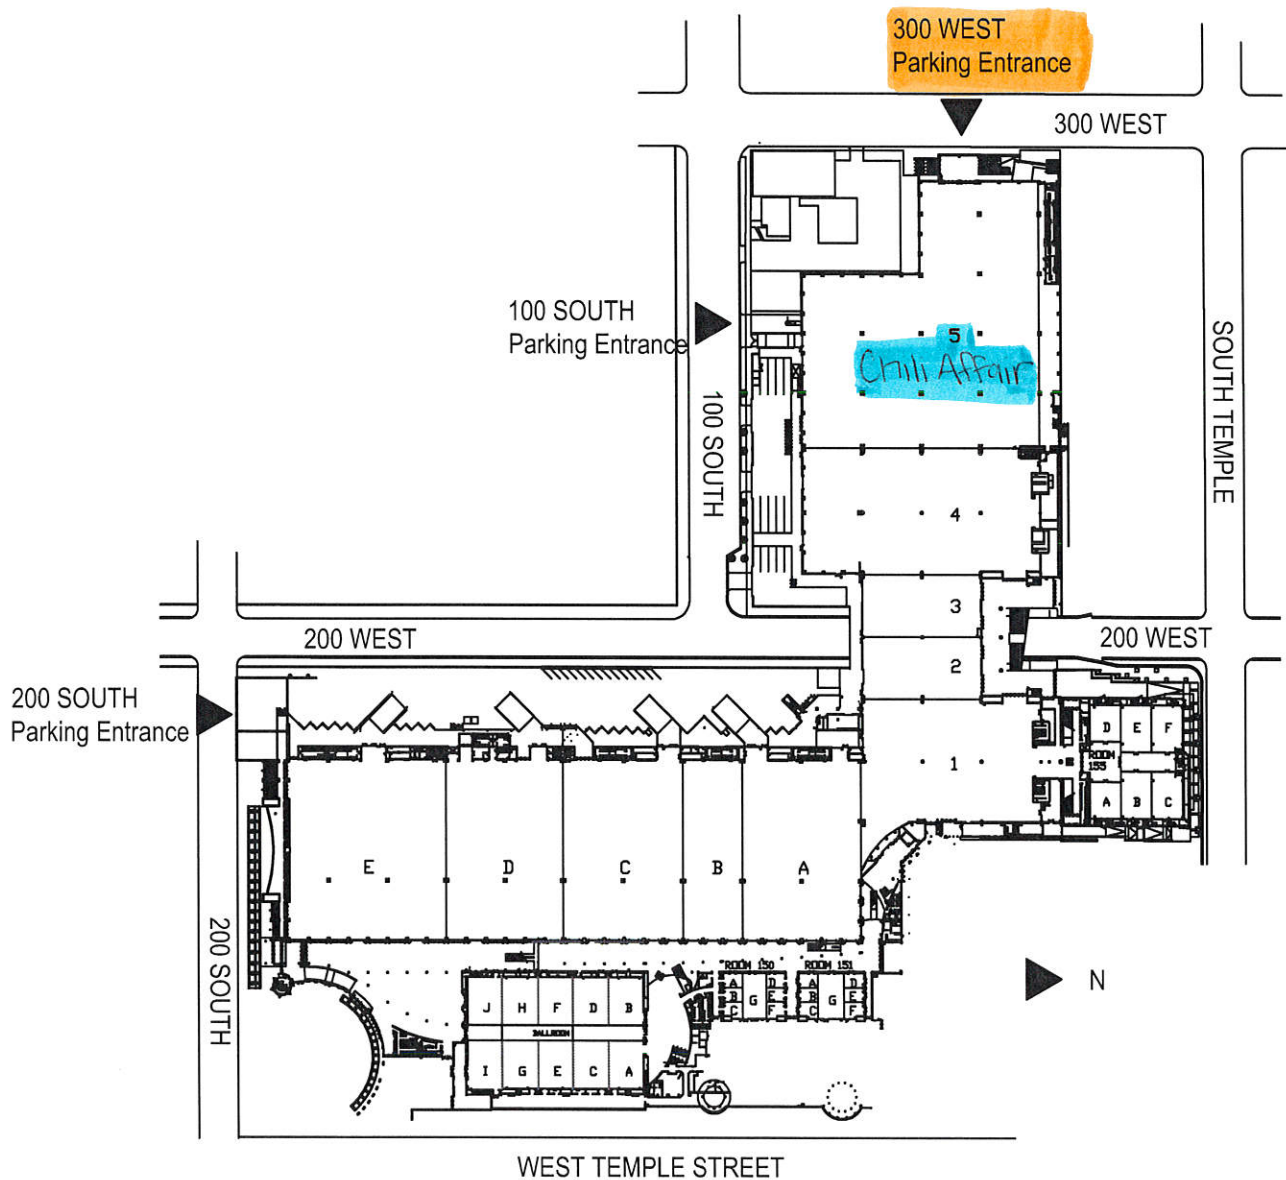 300 WEST
Parking Entrance
300 WEST
100 SOUTH
Parking Entrance
5
Chili Affair
100 SOUTH
SOUTH TEMPLE
4
3
200 WEST
200 WEST
2
200 SOUTH
Parking Entrance
D E F
1
ROOM
155
A B C
E D C B A
200 SOUTH
ROOM 150 ROOM 151
A D A D
B G E B G E
C F C F
N
J H F D B
BALLROOM
I G E C A
WEST TEMPLE STREET